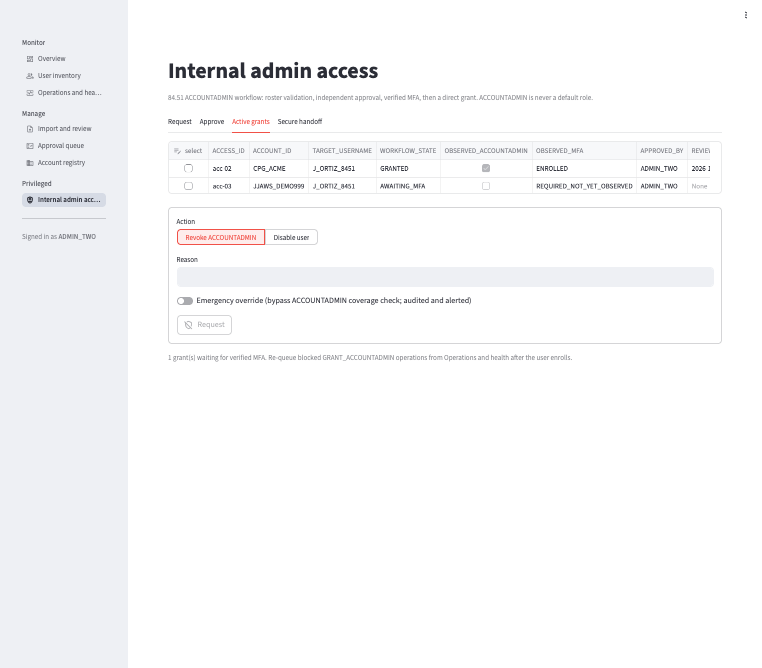 Monitor
Overview
User inventory
Operations and hea...
Manage
Import and review
Approval queue
Account registry
Privileged
Internal admin acc...
Signed in as ADMIN_TWO
Internal admin access
84.51 ACCOUNTADMIN workflow: roster validation, independent approval, verified MFA, then a direct grant. ACCOUNTADMIN is never a default role.
Request Approve Active grants Secure handoff
select ACCESS_ID ACCOUNT_ID TARGET_USERNAME WORKFLOW_STATE OBSERVED_ACCOUNTADMIN OBSERVED_MFA APPROVED_BY
acc 02 CPG_ACME J_ORTIZ_8451 GRANTED ENROLLED ADMIN_TWO 2026
acc-03 JJAWS_DEMO999 J_ORTIZ_8451 AWAITING_MFA REQUIRED_NOT_YET_OBSERVED ADMIN_TWO None
Action
Revoke ACCOUNTADMIN Disable user
Reason
Emergency override (bypass ACCOUNTADMIN coverage check; audited and alerted)
Request
1 grant(s) waiting for verified MFA. Re-queue blocked GRANT_ACCOUNTADMIN operations from Operations and health after the user enrolls.